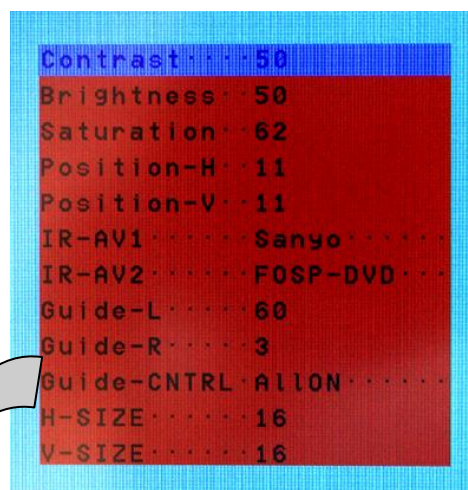 Contrast····50
Brightness··50
Saturation··62
Position-H··11
Position-V··11
IR-AV1······Sanyo······
IR-AV2······FOSP-DVD···
Guide-L·····60
Guide-R·····3
Guide-CNTRL·AllON······
H-SIZE······16
V-SIZE······16